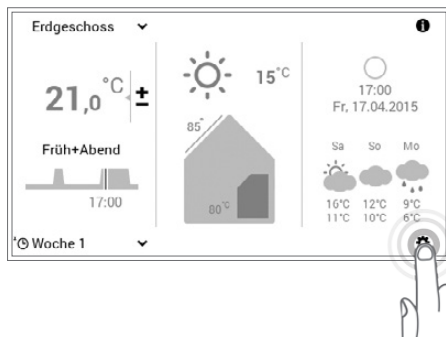 Erdgeschoss
21,0 °C ±
Früh+Abend
17:00
Woche 1
15°C
85°
80°C
17:00
Fr, 17.04.2015
Sa So Mo
16°C 12°C 9°C
11°C 10°C 6°C